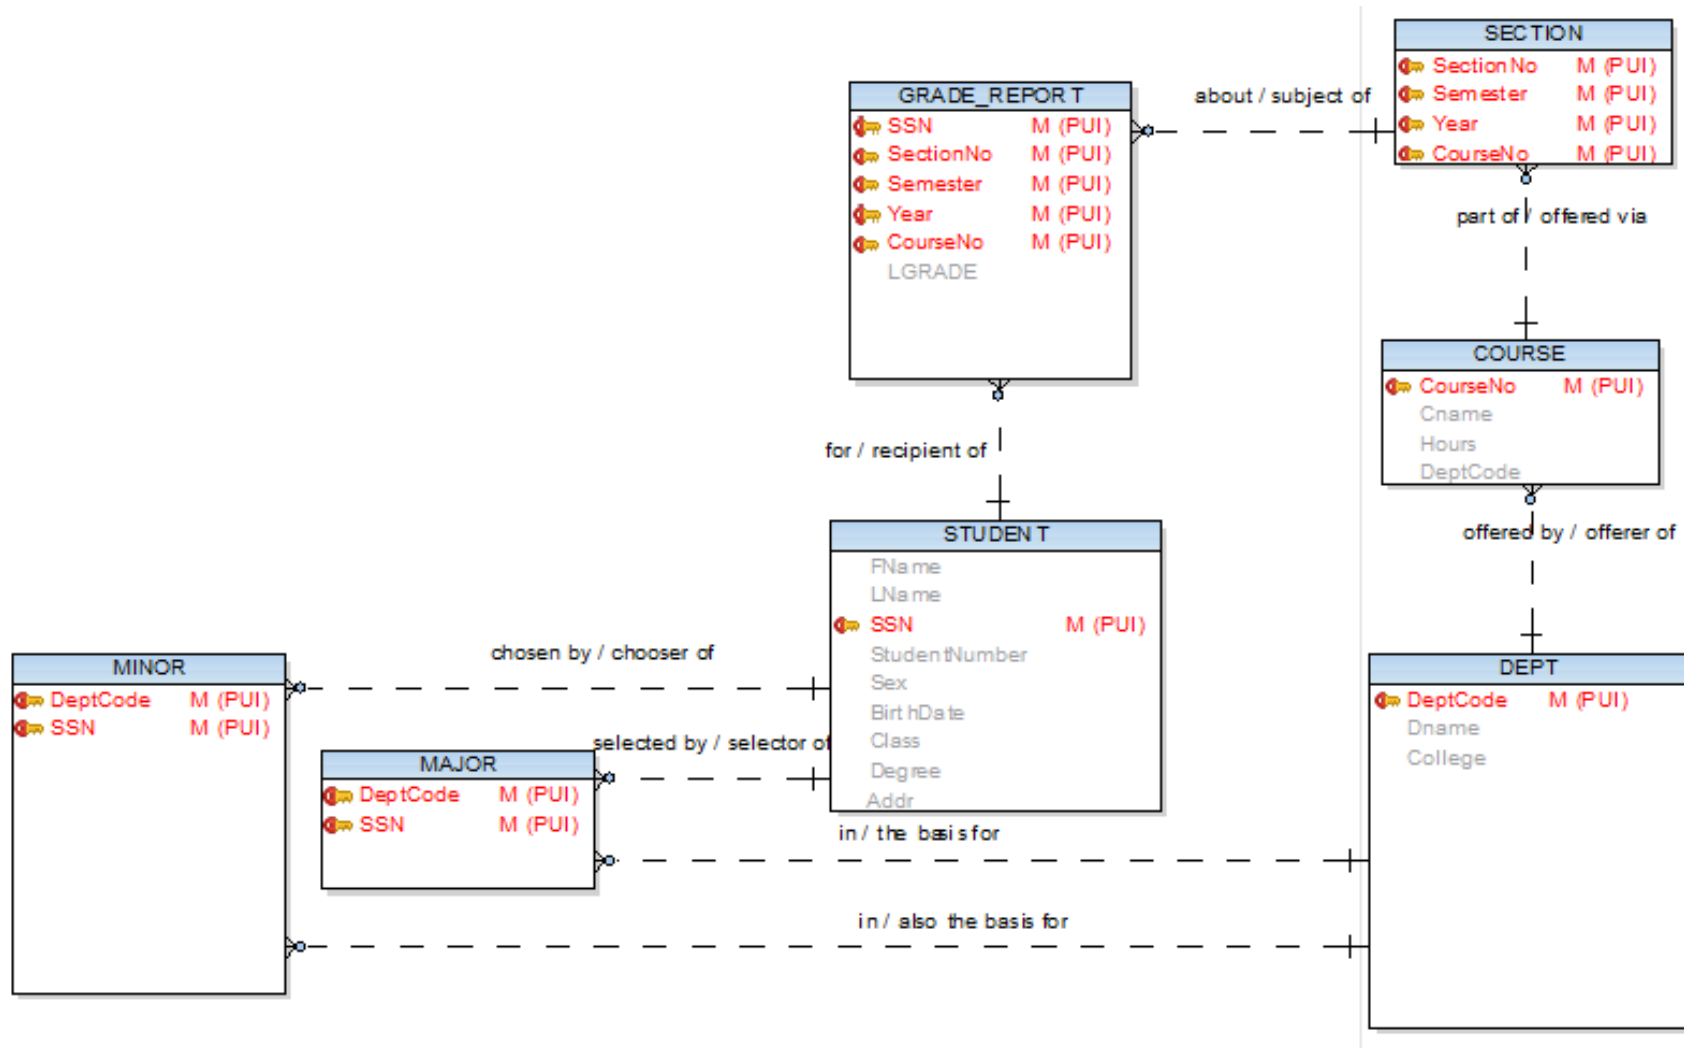 SECTION
SectionNo M (PUI)
Semester M (PUI)
Year M (PUI)
CourseNo M (PUI)
about / subject of
GRADE_REPORT
SSN M (PUI)
SectionNo M (PUI)
Semester M (PUI)
Year M (PUI)
CourseNo M (PUI)
LGRADE
part of / offered via
COURSE
CourseNo M (PUI)
Cname
Hours
DeptCode
for / recipient of
offered by / offerer of
STUDENT
FName
LName
SSN M (PUI)
StudentNumber
Sex
BirthDate
Class
Degree
Addr
chosen by / chooser of
MINOR
DeptCode M (PUI)
SSN M (PUI)
selected by / selector of
MAJOR
DeptCode M (PUI)
SSN M (PUI)
DEPT
DeptCode M (PUI)
Dname
College
in / the basis for
in / also the basis for